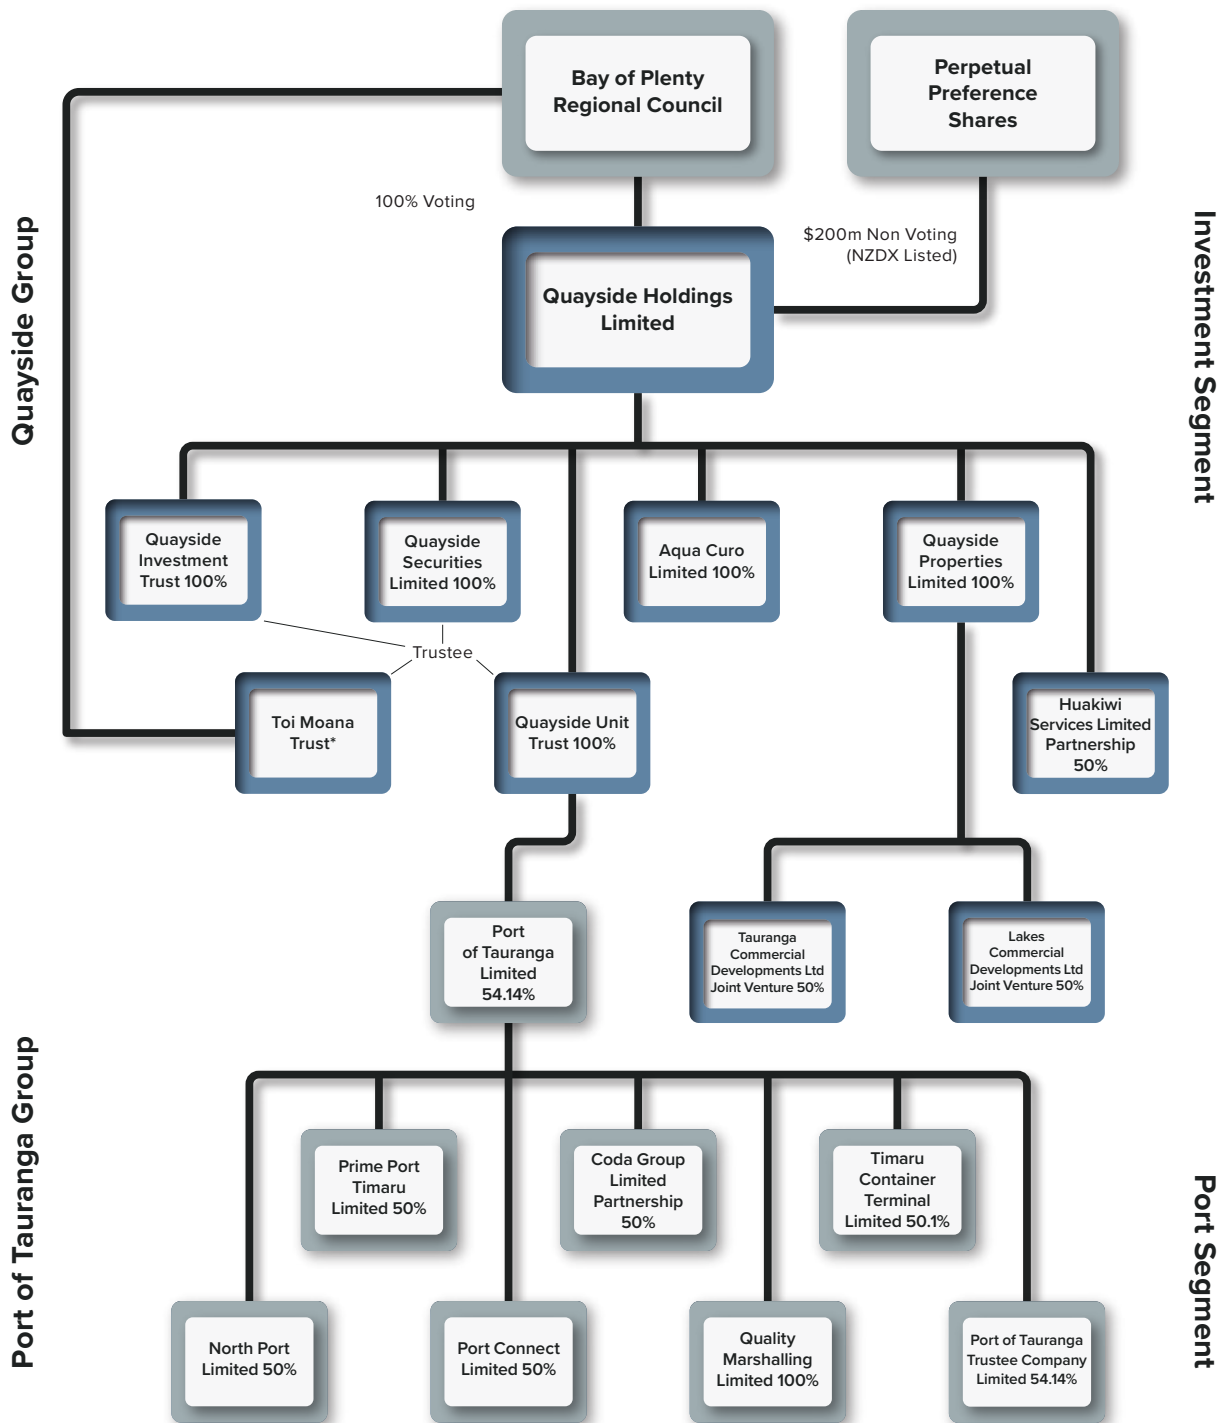 Bay of Plenty
Regional Council
Perpetual
Preference
Shares
100% Voting
$200m Non Voting
(NZDX Listed)
Quayside Group
Investment Segment
Quayside Holdings
Limited
Quayside
Investment
Trust 100%
Quayside
Securities
Limited 100%
Aqua Curo
Limited 100%
Quayside
Properties
Limited 100%
Trustee
Toi Moana
Trust*
Quayside Unit
Trust 100%
Huakiwi
Services Limited
Partnership
50%
Port
of Tauranga
Limited
54.14%
Tauranga
Commercial
Developments Ltd
Joint Venture 50%
Lakes
Commercial
Developments Ltd
Joint Venture 50%
Port of Tauranga Group
Port Segment
Prime Port
Timaru
Limited 50%
Coda Group
Limited
Partnership
50%
Timaru
Container
Terminal
Limited 50.1%
North Port
Limited 50%
Port Connect
Limited 50%
Quality
Marshalling
Limited 100%
Port of Tauranga
Trustee Company
Limited 54.14%